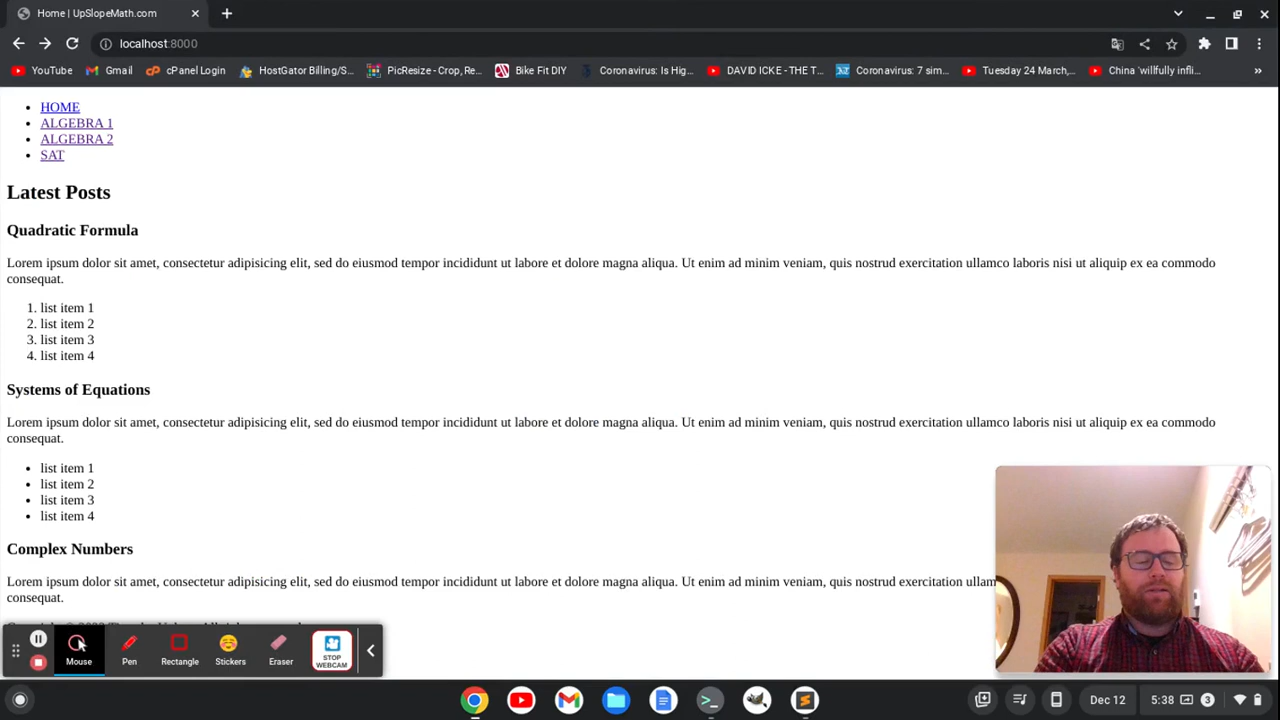 Home | UpSlopeMath.com
localhost:8000
YouTube Gmail cPanel Login HostGator Billing/S... PicResize - Crop, Re... Bike Fit DIY Coronavirus: Is Hig... DAVID ICKE - THE T... Coronavirus: 7 sim... Tuesday 24 March,... China 'willfully infli... »
• HOME
• ALGEBRA 1
• ALGEBRA 2
• SAT
Latest Posts
Quadratic Formula
Lorem ipsum dolor sit amet, consectetur adipisicing elit, sed do eiusmod tempor incididunt ut labore et dolore magna aliqua. Ut enim ad minim veniam, quis nostrud exercitation ullamco laboris nisi ut aliquip ex ea commodo
consequat.
1. list item 1
2. list item 2
3. list item 3
4. list item 4
Systems of Equations
Lorem ipsum dolor sit amet, consectetur adipisicing elit, sed do eiusmod tempor incididunt ut labore et dolore magna aliqua. Ut enim ad minim veniam, quis nostrud exercitation ullamco laboris nisi ut aliquip ex ea commodo
consequat.
• list item 1
• list item 2
• list item 3
• list item 4
Complex Numbers
Lorem ipsum dolor sit amet, consectetur adipisicing elit, sed do eiusmod tempor incididunt ut labore et dolore magna aliqua. Ut enim ad minim veniam, quis nostrud exercitation ullam
consequat.
Mouse Pen Rectangle Stickers Eraser STOP
WEBCAM
Dec 12 5:38 3